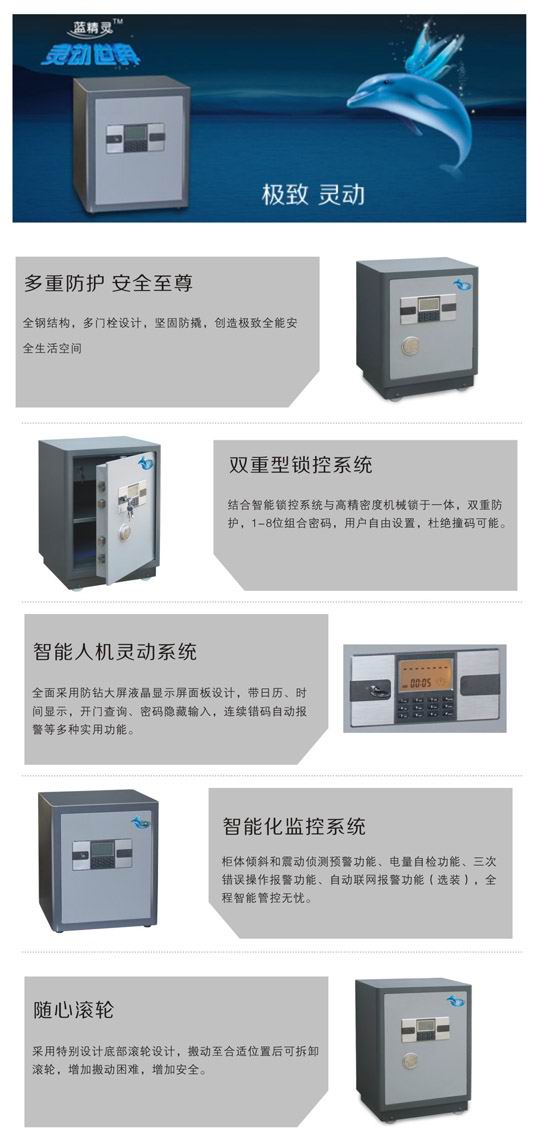 蓝精灵™
灵动世界
极致 灵动
多重防护 安全至尊
全钢结构，多门栓设计，坚固防撬，创造极致全能安
全生活空间
双重型锁控系统
结合智能锁控系统与高精密度机械锁于一体，双重防
护，1-8位组合密码，用户自由设置，杜绝撞码可能。
智能人机灵动系统
全面采用防钻大屏液晶显示屏面板设计，带日历、时
间显示，开门查询、密码隐藏输入，连续错码自动报
警等多种实用功能。
00:05
智能化监控系统
柜体倾斜和震动侦测预警功能、电量自检功能、三次
错误操作报警功能、自动联网报警功能（选装），全
程智能管控无忧。
随心滚轮
采用特别设计底部滚轮设计，搬动至合适位置后可拆卸
滚轮，增加搬动困难，增加安全。